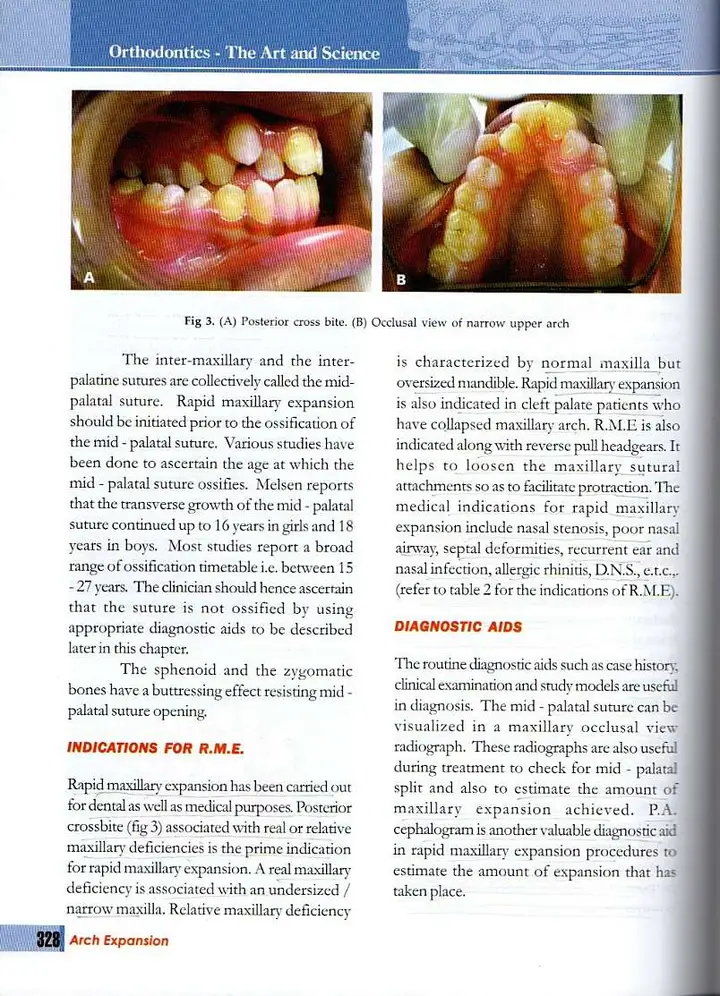 Orthodontics - The Art and Science
A
B
Fig 3. (A) Posterior cross bite. (B) Occlusal view of narrow upper arch
The inter-maxillary and the inter-
palatine sutures are collectively called the mid-
palatal suture. Rapid maxillary expansion
should be initiated prior to the ossification of
the mid - palatal suture. Various studies have
been done to ascertain the age at which the
mid - palatal suture ossifies. Melsen reports
that the transverse growth of the mid - palatal
suture continued up to 16 years in girls and 18
years in boys. Most studies report a broad
range of ossification timetable i.e. between 15
- 27 years. The clinician should hence ascertain
that the suture is not ossified by using
appropriate diagnostic aids to be described
later in this chapter.
The sphenoid and the zygomatic
bones have a buttressing effect resisting mid -
palatal suture opening.
INDICATIONS FOR R.M.E.
Rapid maxillary expansion has been carried out
for dental as well as medical purposes. Posterior
crossbite (fig 3) associated with real or relative
maxillary deficiencies is the prime indication
for rapid maxillary expansion. A real maxillary
deficiency is associated with an undersized /
narrow maxilla. Relative maxillary deficiency
is characterized by normal maxilla but
oversized mandible. Rapid maxillary expansion
is also indicated in cleft palate patients who
have collapsed maxillary arch. R.M.E is also
indicated along with reverse pull headgears. It
helps to loosen the maxillary sutural
attachments so as to facilitate protraction. The
medical indications for rapid maxillary
expansion include nasal stenosis, poor nasal
airway, septal deformities, recurrent ear and
nasal infection, allergic rhinitis, D.N.S., e.t.c.,.
(refer to table 2 for the indications of R.M.E).
DIAGNOSTIC AIDS
The routine diagnostic aids such as case history,
clinical examination and study models are useful
in diagnosis. The mid - palatal suture can be
visualized in a maxillary occlusal view
radiograph. These radiographs are also useful
during treatment to check for mid - palatal
split and also to estimate the amount of
maxillary expansion achieved. P.A.
cephalogram is another valuable diagnostic aid
in rapid maxillary expansion procedures to
estimate the amount of expansion that has
taken place.
328 Arch Expansion